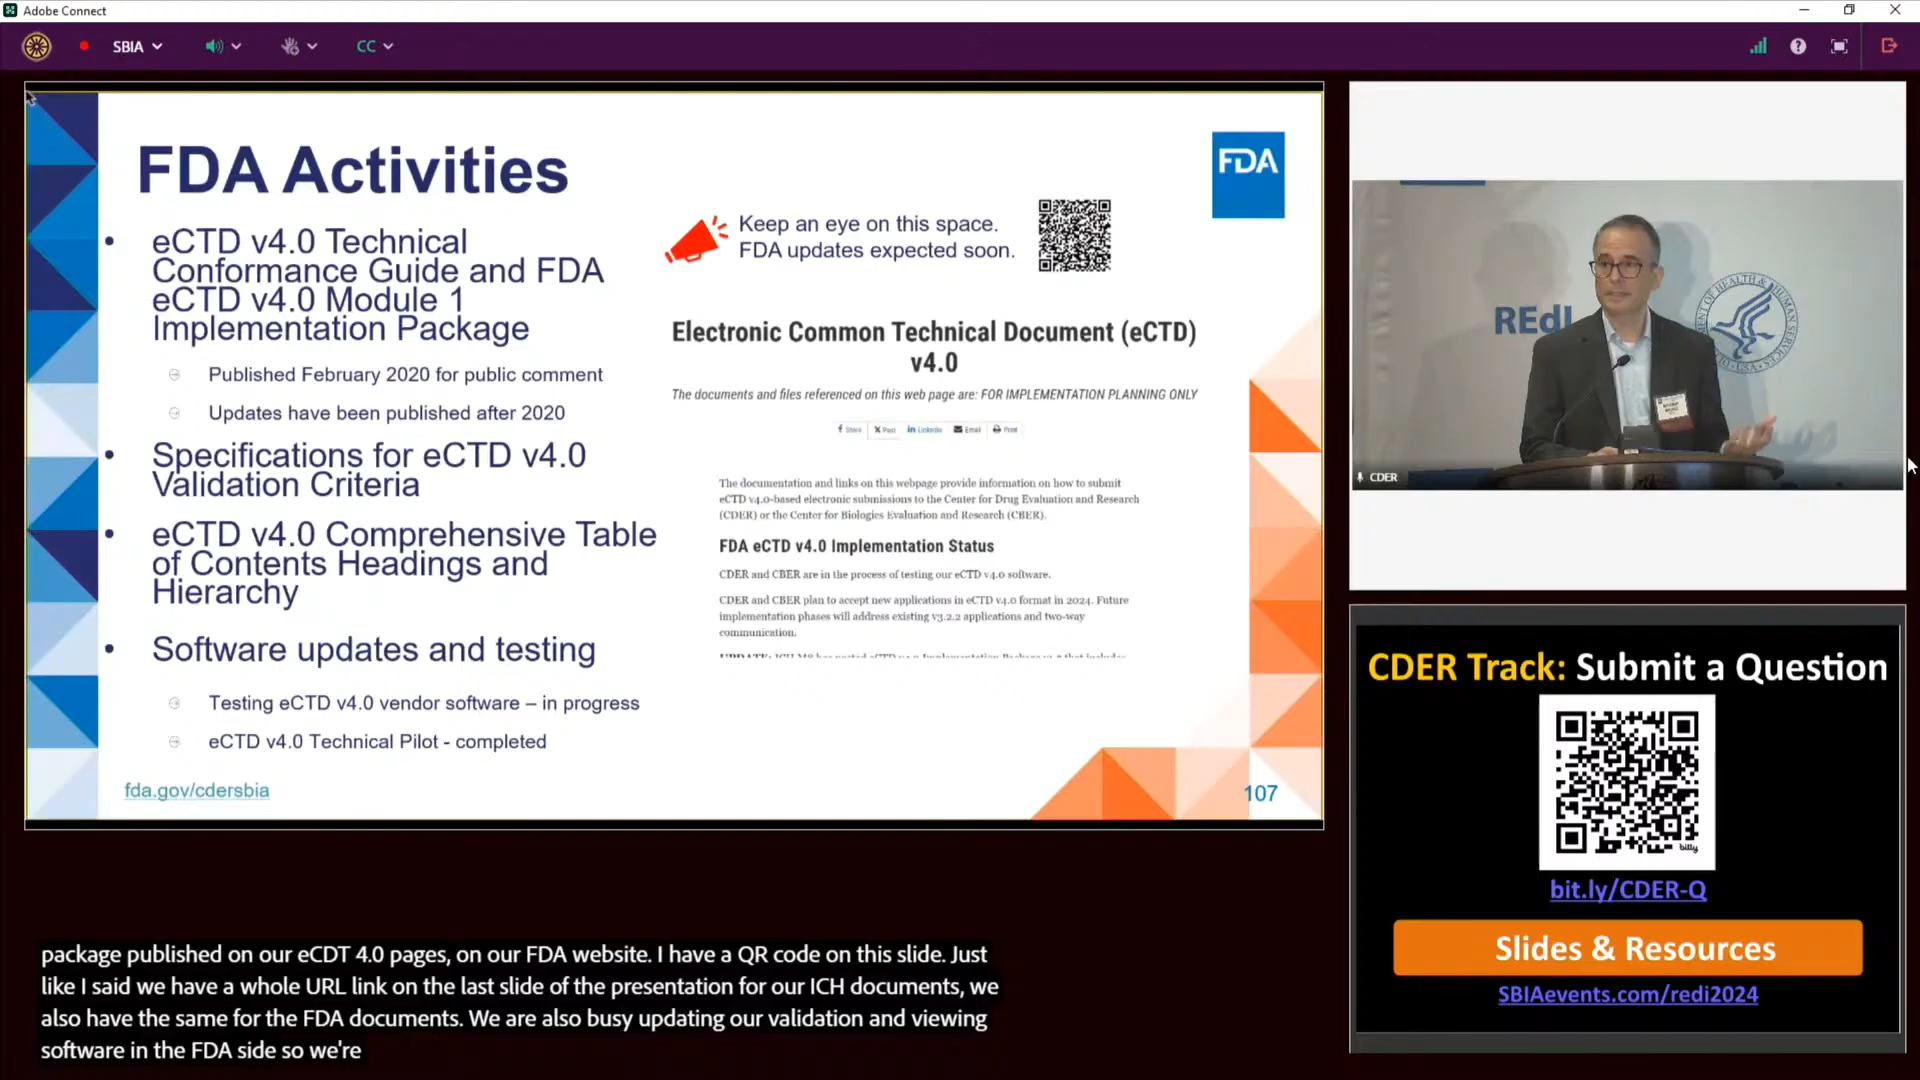 Adobe Connect
SBIA
CC
FDA Activities
FDA
• eCTD v4.0 Technical
Conformance Guide and FDA
eCTD v4.0 Module 1
Implementation Package
Published February 2020 for public comment
Updates have been published after 2020
• Specifications for eCTD v4.0
Validation Criteria
• eCTD v4.0 Comprehensive Table
of Contents Headings and
Hierarchy
• Software updates and testing
Testing eCTD v4.0 vendor software – in progress
eCTD v4.0 Technical Pilot - completed
fda.gov/cdersbia
Keep an eye on this space.
FDA updates expected soon.
Electronic Common Technical Document (eCTD)
v4.0
The documents and files referenced on this web page are: FOR IMPLEMENTATION PLANNING ONLY
Share Post LinkedIn Email Print
The documentation and links on this webpage provide information on how to submit
eCTD v4.0-based electronic submissions to the Center for Drug Evaluation and Research
(CDER) or the Center for Biologics Evaluation and Research (CBER).
FDA eCTD v4.0 Implementation Status
CDER and CBER are in the process of testing our eCTD v4.0 software.
CDER and CBER plan to accept new applications in eCTD v4.0 format in 2024. Future
implementation phases will address existing v3.2.2 applications and two-way
communication.
107
REdI
CDER
CDER Track: Submit a Question
bitly
bit.ly/CDER-Q
Slides & Resources
SBIAevents.com/redi2024
package published on our eCDT 4.0 pages, on our FDA website. I have a QR code on this slide. Just
like I said we have a whole URL link on the last slide of the presentation for our ICH documents, we
also have the same for the FDA documents. We are also busy updating our validation and viewing
software in the FDA side so we're